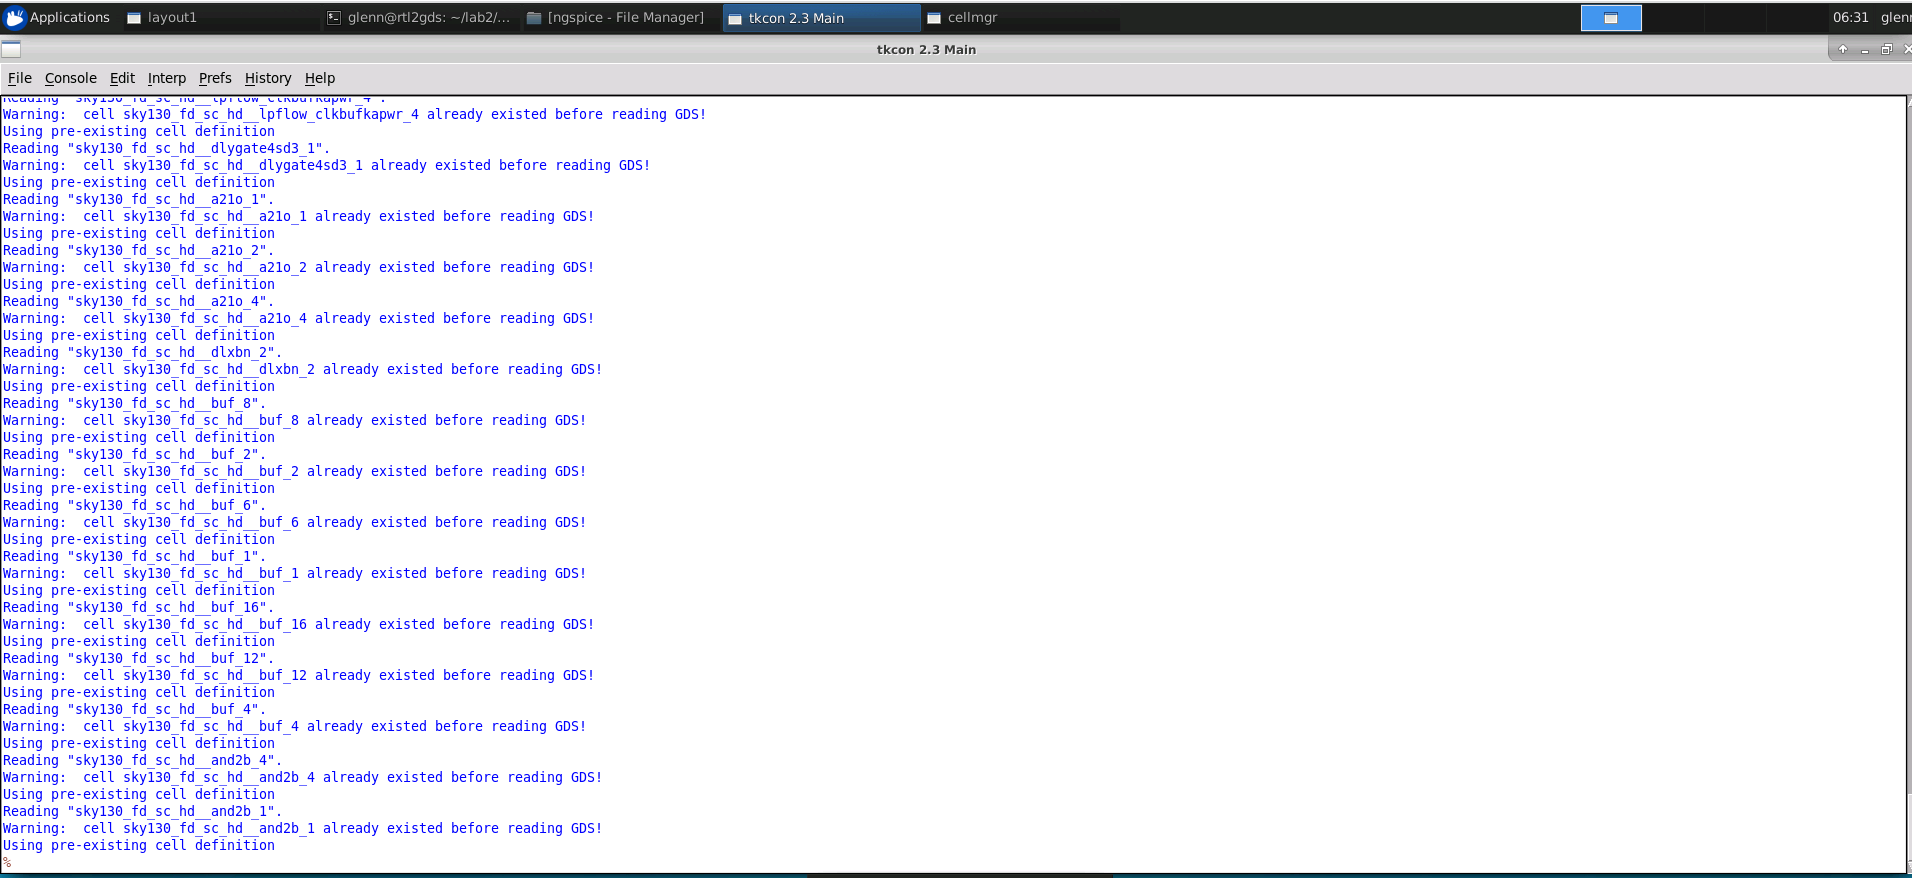 Applications layout1 glenn@rtl2gds: ~/lab2/... [ngspice - File Manager] tkcon 2.3 Main cellmgr 06:31 glenn
tkcon 2.3 Main
File Console Edit Interp Prefs History Help
Reading "sky130_fd_sc_hd__lpflow_clkbufkapwr_4".
Warning:  cell sky130_fd_sc_hd__lpflow_clkbufkapwr_4 already existed before reading GDS!
Using pre-existing cell definition
Reading "sky130_fd_sc_hd__dlygate4sd3_1".
Warning:  cell sky130_fd_sc_hd__dlygate4sd3_1 already existed before reading GDS!
Using pre-existing cell definition
Reading "sky130_fd_sc_hd__a21o_1".
Warning:  cell sky130_fd_sc_hd__a21o_1 already existed before reading GDS!
Using pre-existing cell definition
Reading "sky130_fd_sc_hd__a21o_2".
Warning:  cell sky130_fd_sc_hd__a21o_2 already existed before reading GDS!
Using pre-existing cell definition
Reading "sky130_fd_sc_hd__a21o_4".
Warning:  cell sky130_fd_sc_hd__a21o_4 already existed before reading GDS!
Using pre-existing cell definition
Reading "sky130_fd_sc_hd__dlxbn_2".
Warning:  cell sky130_fd_sc_hd__dlxbn_2 already existed before reading GDS!
Using pre-existing cell definition
Reading "sky130_fd_sc_hd__buf_8".
Warning:  cell sky130_fd_sc_hd__buf_8 already existed before reading GDS!
Using pre-existing cell definition
Reading "sky130_fd_sc_hd__buf_2".
Warning:  cell sky130_fd_sc_hd__buf_2 already existed before reading GDS!
Using pre-existing cell definition
Reading "sky130_fd_sc_hd__buf_6".
Warning:  cell sky130_fd_sc_hd__buf_6 already existed before reading GDS!
Using pre-existing cell definition
Reading "sky130_fd_sc_hd__buf_1".
Warning:  cell sky130_fd_sc_hd__buf_1 already existed before reading GDS!
Using pre-existing cell definition
Reading "sky130_fd_sc_hd__buf_16".
Warning:  cell sky130_fd_sc_hd__buf_16 already existed before reading GDS!
Using pre-existing cell definition
Reading "sky130_fd_sc_hd__buf_12".
Warning:  cell sky130_fd_sc_hd__buf_12 already existed before reading GDS!
Using pre-existing cell definition
Reading "sky130_fd_sc_hd__buf_4".
Warning:  cell sky130_fd_sc_hd__buf_4 already existed before reading GDS!
Using pre-existing cell definition
Reading "sky130_fd_sc_hd__and2b_4".
Warning:  cell sky130_fd_sc_hd__and2b_4 already existed before reading GDS!
Using pre-existing cell definition
Reading "sky130_fd_sc_hd__and2b_1".
Warning:  cell sky130_fd_sc_hd__and2b_1 already existed before reading GDS!
Using pre-existing cell definition
%